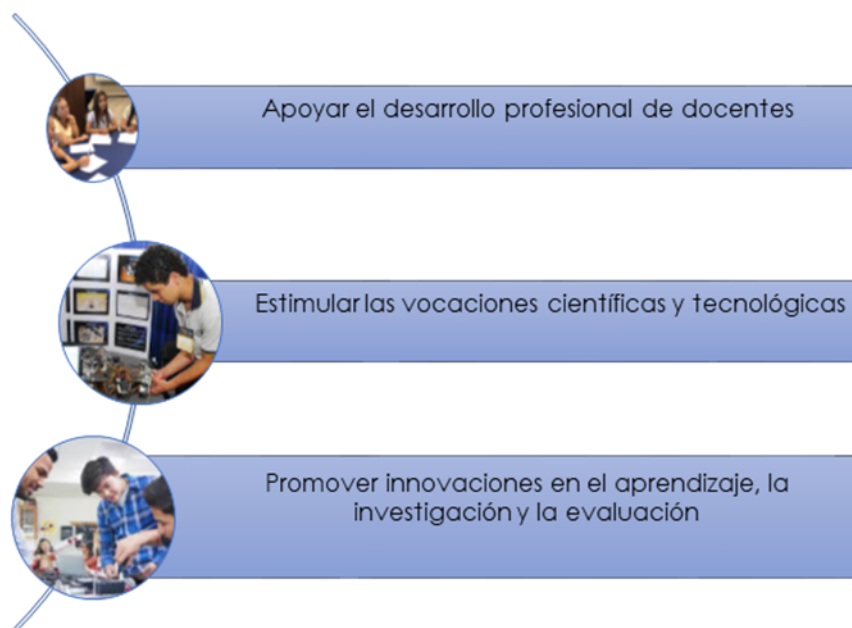 Apoyar el desarrollo profesional de docentes
Estimular las vocaciones científicas y tecnológicas
Promover innovaciones en el aprendizaje, la
investigación y la evaluación